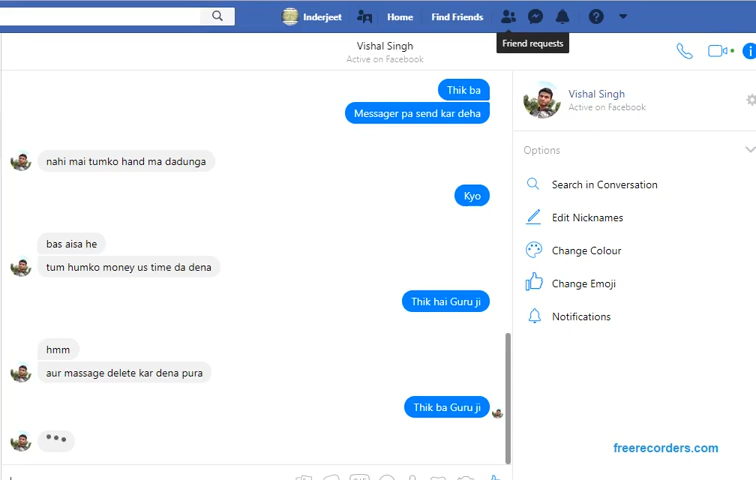 Inderjeet
Home
Find Friends
Friend requests
Vishal Singh
Active on Facebook
Thik ba
Messager pa send kar deha
nahi mai tumko hand ma dadunga
Kyo
bas aisa he
tum humko money us time da dena
Thik hai Guru ji
hmm
aur massage delete kar dena pura
Thik ba Guru ji
Vishal Singh
Active on Facebook
Options
Search in Conversation
Edit Nicknames
Change Colour
Change Emoji
Notifications
freerecorders.com